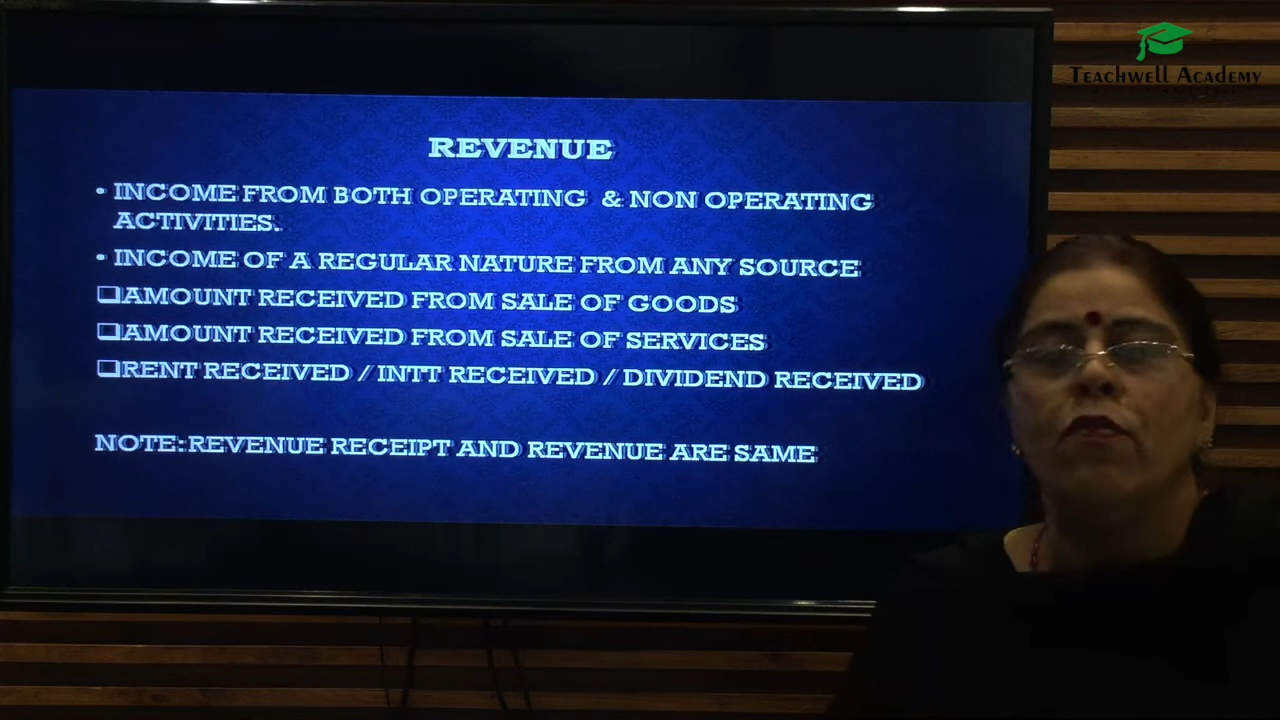 Teachwell Academy
REVENUE
• INCOME FROM BOTH OPERATING & NON OPERATING
ACTIVITIES.
• INCOME OF A REGULAR NATURE FROM ANY SOURCE
❑AMOUNT RECEIVED FROM SALE OF GOODS
❑AMOUNT RECEIVED FROM SALE OF SERVICES
❑RENT RECEIVED / INTT RECEIVED / DIVIDEND RECEIVED
NOTE:REVENUE RECEIPT AND REVENUE ARE SAME